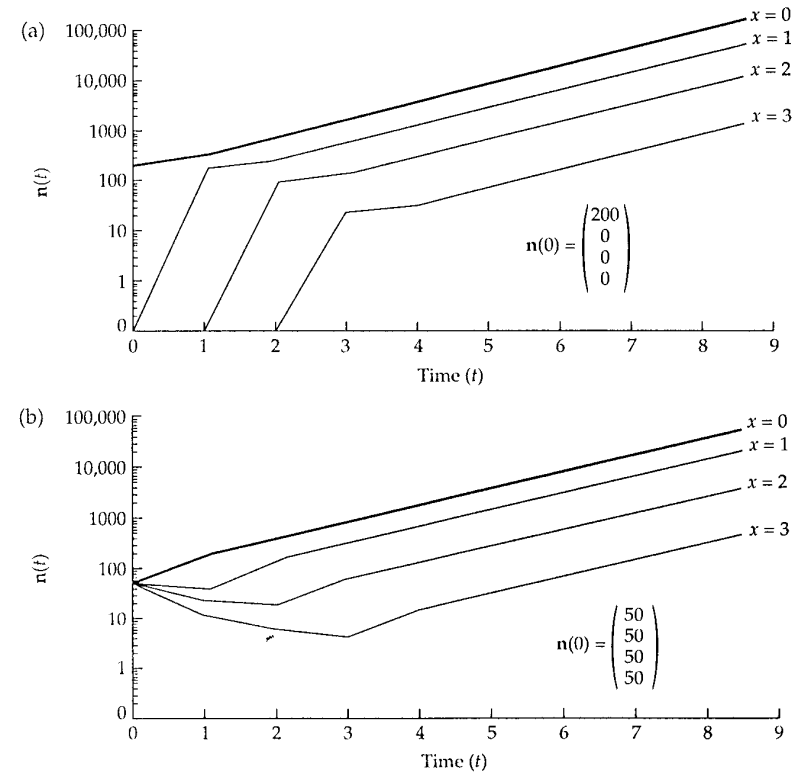 (a)
100,000
10,000
1000
100
10
1
0
n(t)
x = 0
x = 1
x = 2
x = 3
n(0) =
200
0
0
0
0 1 2 3 4 5 6 7 8 9
Time (t)
(b)
100,000
10,000
1000
100
10
1
0
n(t)
x = 0
x = 1
x = 2
x = 3
n(0) =
50
50
50
50
0 1 2 3 4 5 6 7 8 9
Time (t)